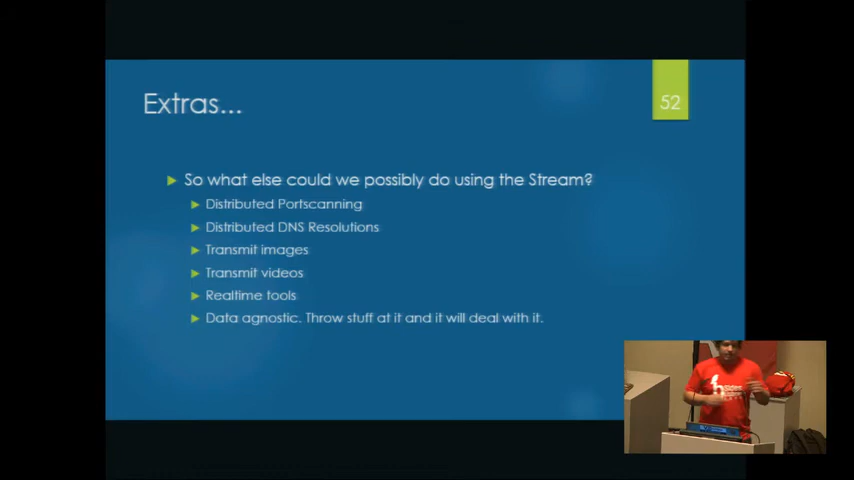 Extras...
52
So what else could we possibly do using the Stream?
Distributed Portscanning
Distributed DNS Resolutions
Transmit images
Transmit videos
Realtime tools
Data agnostic. Throw stuff at it and it will deal with it.